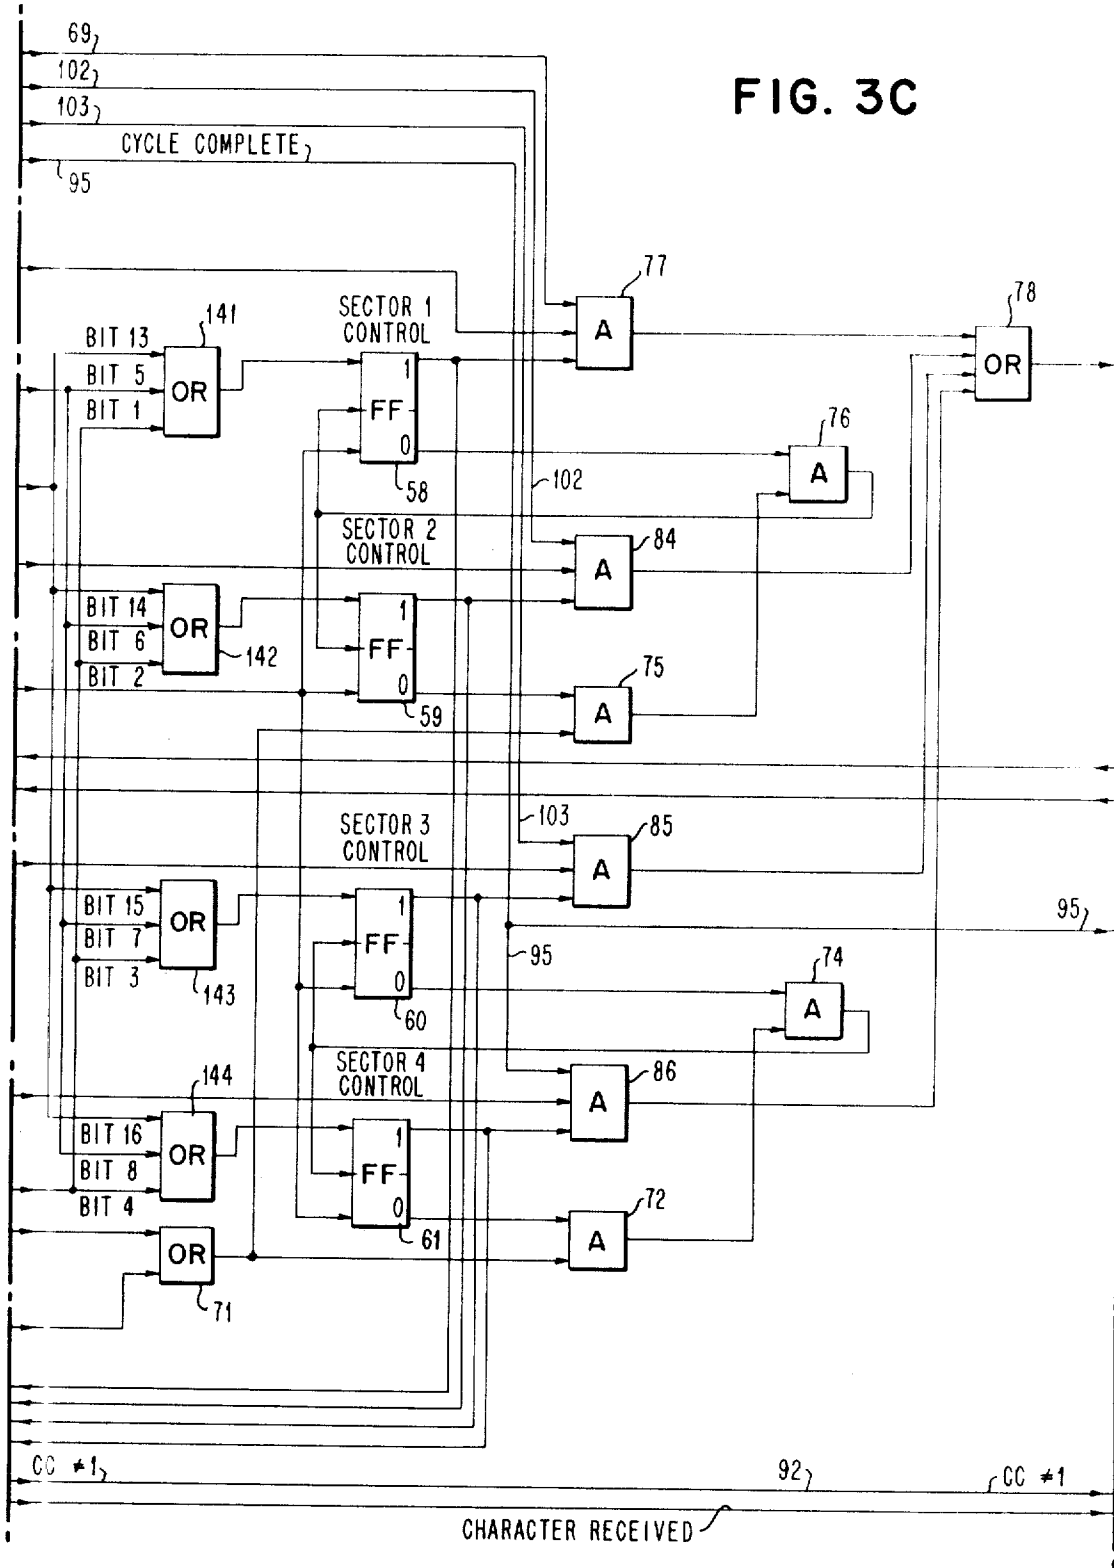 69
102
FIG. 3C
103
CYCLE COMPLETE
95
77
78
SECTOR 1
CONTROL
141
BIT 13
A
OR
BIT 5
OR
1
FF
0
BIT 1
76
A
58
102
SECTOR 2
CONTROL
84
A
BIT 14
OR
1
FF
0
BIT 6
142
BIT 2
75
A
59
103
SECTOR 3
CONTROL
85
A
BIT 15
OR
1
FF
0
95
BIT 7
95
74
BIT 3
143
A
60
SECTOR 4
CONTROL
144
86
A
BIT 16
OR
1
FF
0
BIT 8
BIT 4
72
A
61
OR
71
CC ≠1
92
CC ≠1
CHARACTER RECEIVED